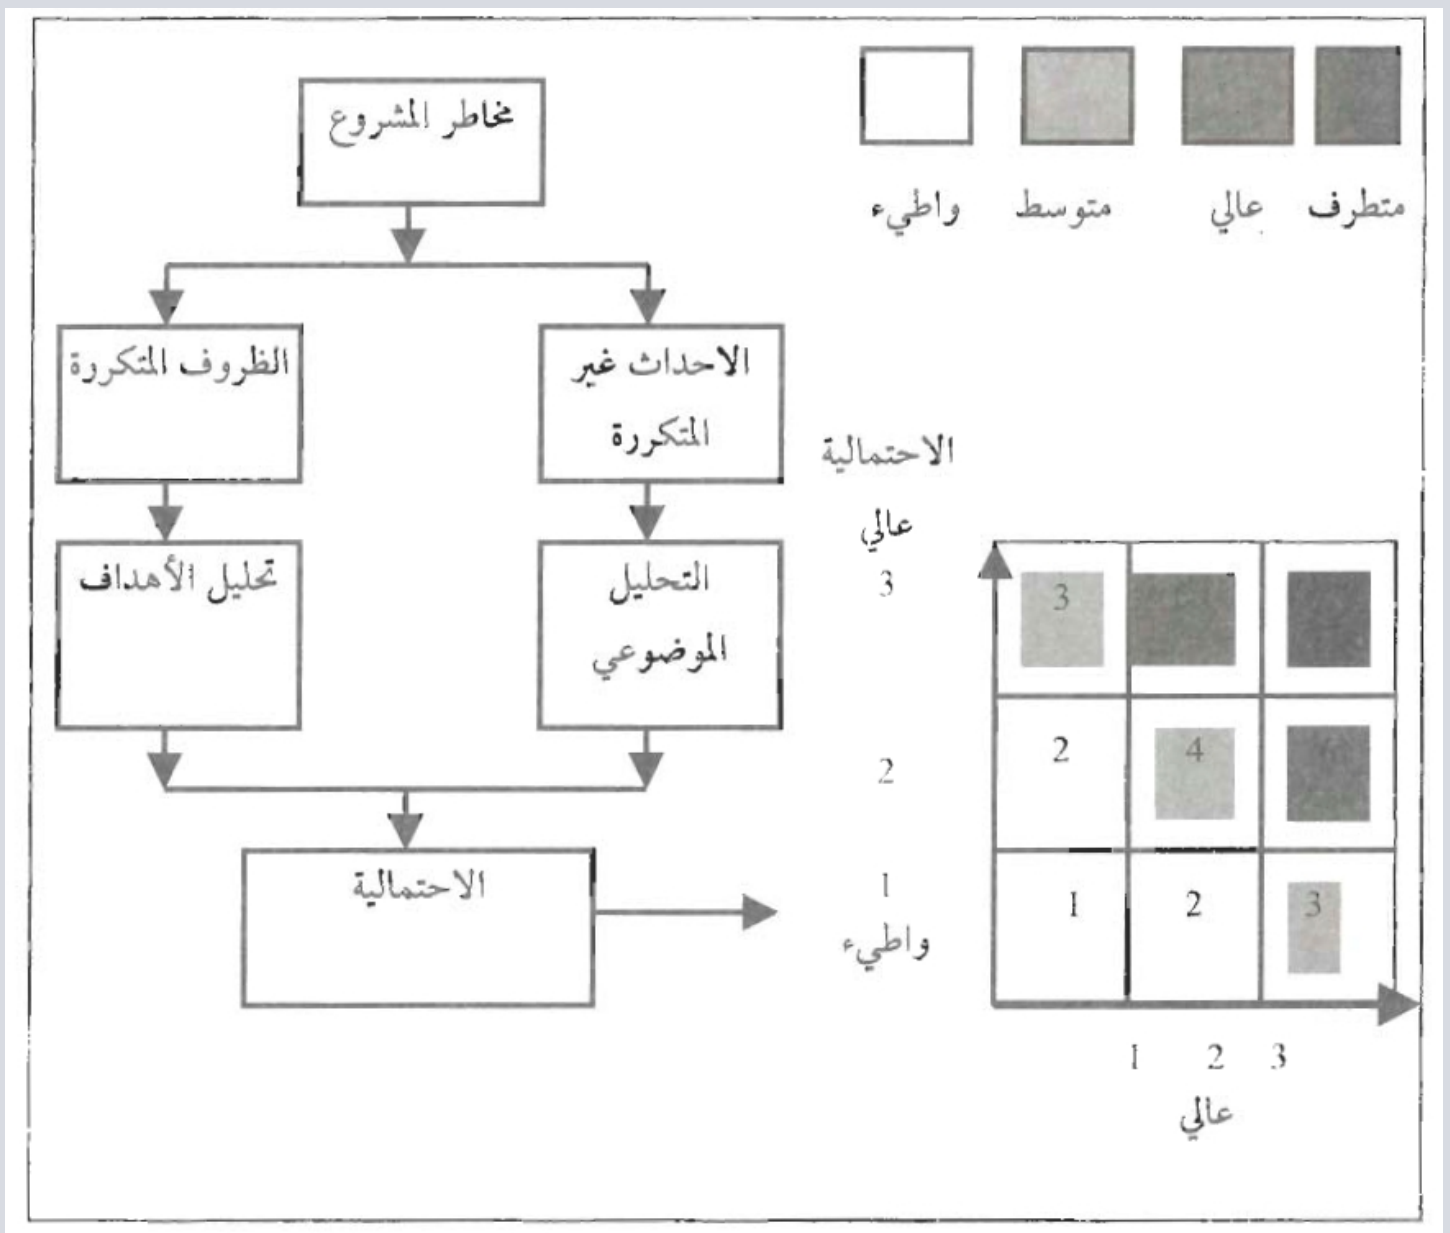 مخاطر المشروع
متطرف
عالي
متوسط
واطيء
الاحداث غير
المتكررة
الظروف المتكررة
التحليل
الموضوعي
تحليل الأهداف
الاحتمالية
الاحتمالية
عالي
3
2
1
واطيء
3
2
4
6
1
2
3
1 2 3
عالي